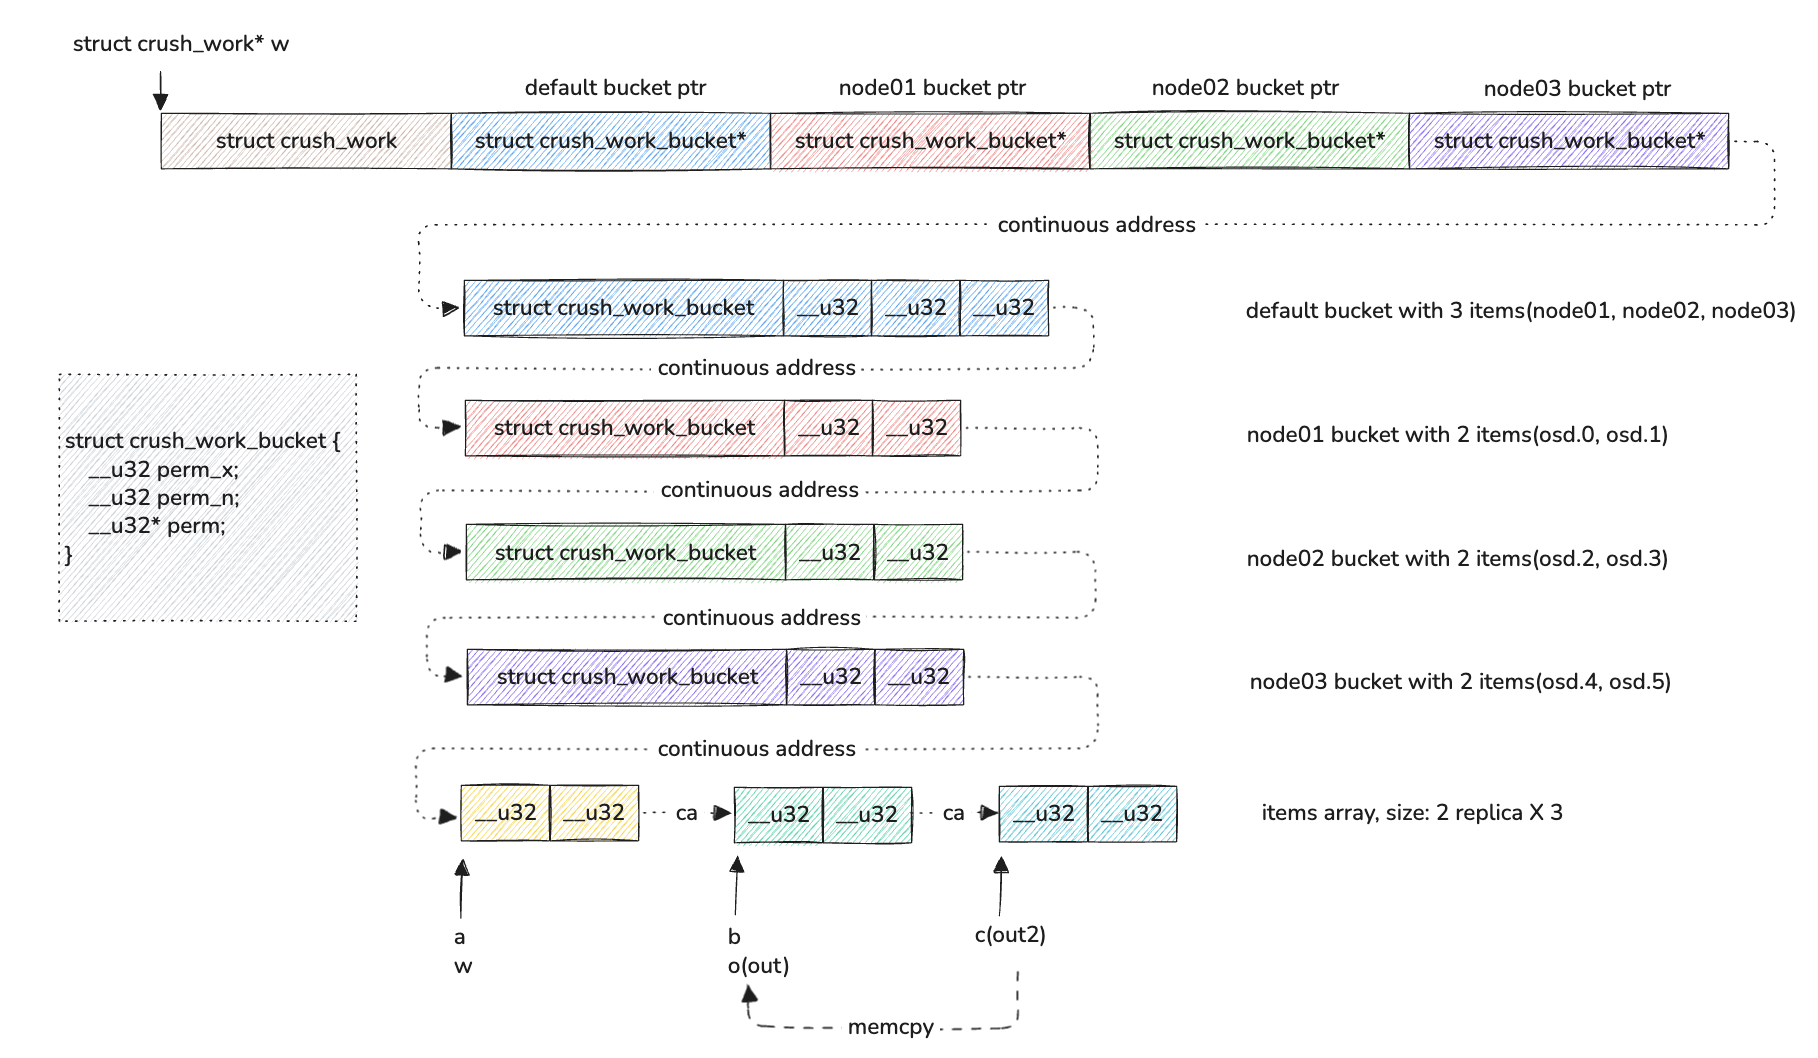 struct crush_work* w
default bucket ptr
node01 bucket ptr
node02 bucket ptr
node03 bucket ptr
struct crush_work
struct crush_work_bucket*
struct crush_work_bucket*
struct crush_work_bucket*
struct crush_work_bucket*
continuous address
struct crush_work_bucket
__u32
__u32
__u32
default bucket with 3 items(node01, node02, node03)
continuous address
struct crush_work_bucket
__u32
__u32
node01 bucket with 2 items(osd.0, osd.1)
struct crush_work_bucket {
__u32 perm_x;
__u32 perm_n;
__u32* perm;
}
continuous address
struct crush_work_bucket
__u32
__u32
node02 bucket with 2 items(osd.2, osd.3)
continuous address
struct crush_work_bucket
__u32
__u32
node03 bucket with 2 items(osd.4, osd.5)
continuous address
__u32
__u32
ca
__u32
__u32
ca
__u32
__u32
items array, size: 2 replica X 3
a
w
b
o(out)
c(out2)
memcpy